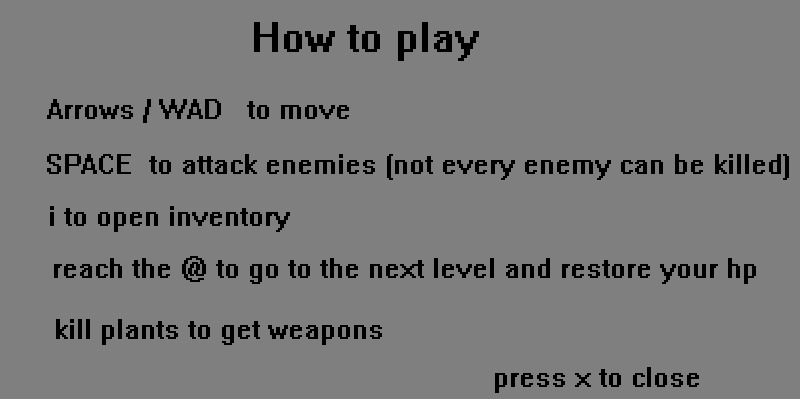 How to play
Arrows / WAD to move
SPACE to attack enemies (not every enemy can be killed)
i to open inventory
reach the @ to go to the next level and restore your hp
kill plants to get weapons
press x to close